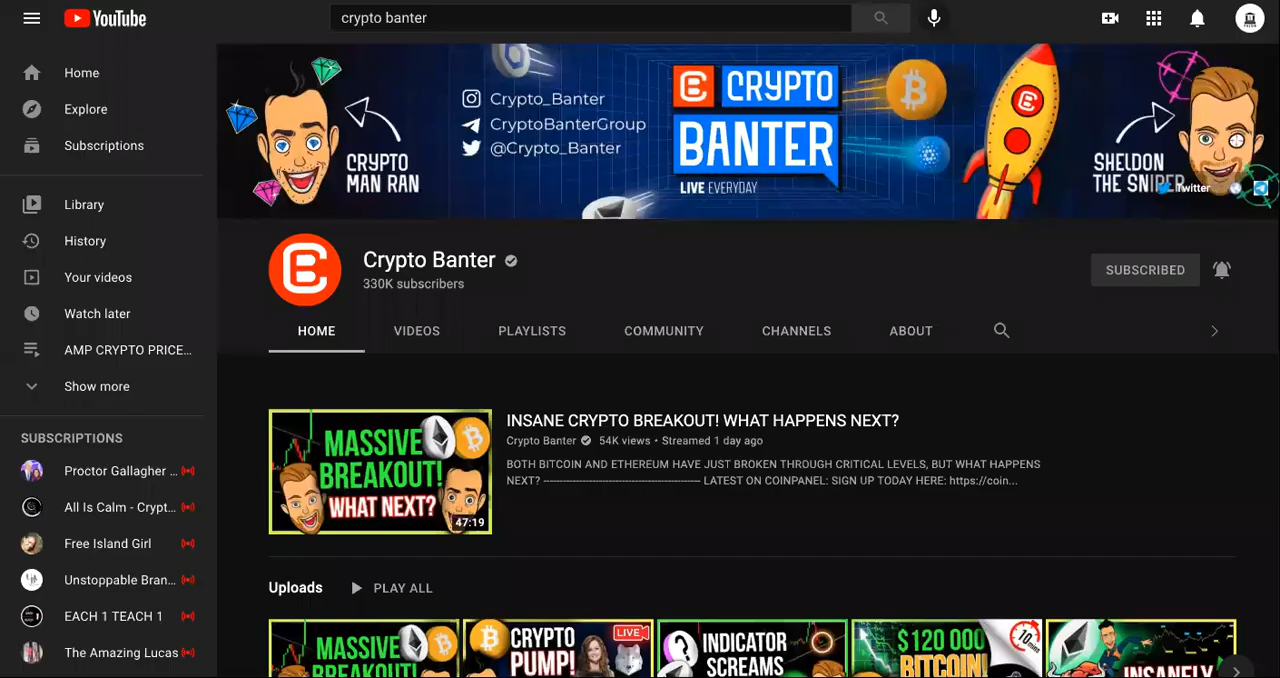 YouTube
crypto banter
Home
Explore
Subscriptions
Library
History
Your videos
Watch later
AMP CRYPTO PRICE...
Show more
SUBSCRIPTIONS
Proctor Gallagher ...
All Is Calm - Crypt...
Free Island Girl
Unstoppable Bran...
EACH 1 TEACH 1
The Amazing Lucas
CRYPTO
MAN RAN
Crypto_Banter
CryptoBanterGroup
@Crypto_Banter
CRYPTO
BANTER
LIVE EVERYDAY
SHELDON
THE SNIPER
Twitter
Crypto Banter
330K subscribers
SUBSCRIBED
HOME
VIDEOS
PLAYLISTS
COMMUNITY
CHANNELS
ABOUT
MASSIVE
BREAKOUT!
WHAT NEXT?
47:19
INSANE CRYPTO BREAKOUT! WHAT HAPPENS NEXT?
Crypto Banter 54K views • Streamed 1 day ago
BOTH BITCOIN AND ETHEREUM HAVE JUST BROKEN THROUGH CRITICAL LEVELS, BUT WHAT HAPPENS
NEXT? ------------------------------------------- LATEST ON COINPANEL: SIGN UP TODAY HERE: https://coin...
Uploads
PLAY ALL
MASSIVE
BREAKOUT!
CRYPTO
PUMP!
LIVE
INDICATOR
SCREAMS
$120 000
BITCOIN!
10
mins
INSANELY